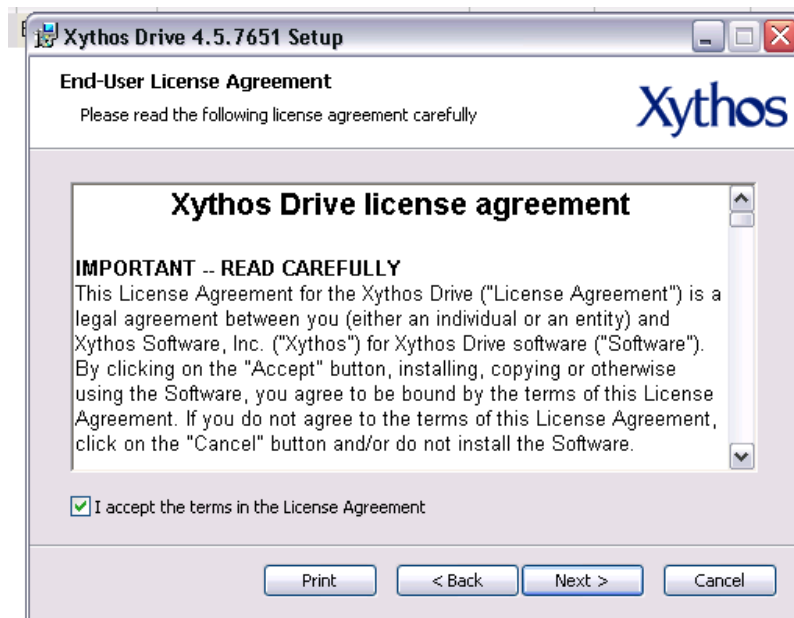 Xythos Drive 4.5.7651 Setup
End-User License Agreement
Please read the following license agreement carefully
Xythos
Xythos Drive license agreement
IMPORTANT -- READ CAREFULLY
This License Agreement for the Xythos Drive ("License Agreement") is a
legal agreement between you (either an individual or an entity) and
Xythos Software, Inc. ("Xythos") for Xythos Drive software ("Software").
By clicking on the "Accept" button, installing, copying or otherwise
using the Software, you agree to be bound by the terms of this License
Agreement. If you do not agree to the terms of this License Agreement,
click on the "Cancel" button and/or do not install the Software.
I accept the terms in the License Agreement
Print
< Back
Next >
Cancel